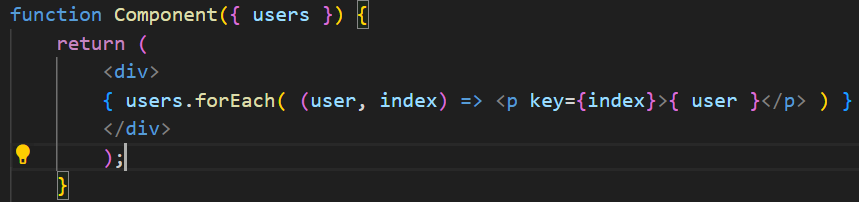 function Component({ users }) {
return (
<div>
{ users.forEach( (user, index) => <p key={index}>{ user }</p> ) }
</div>
);
}